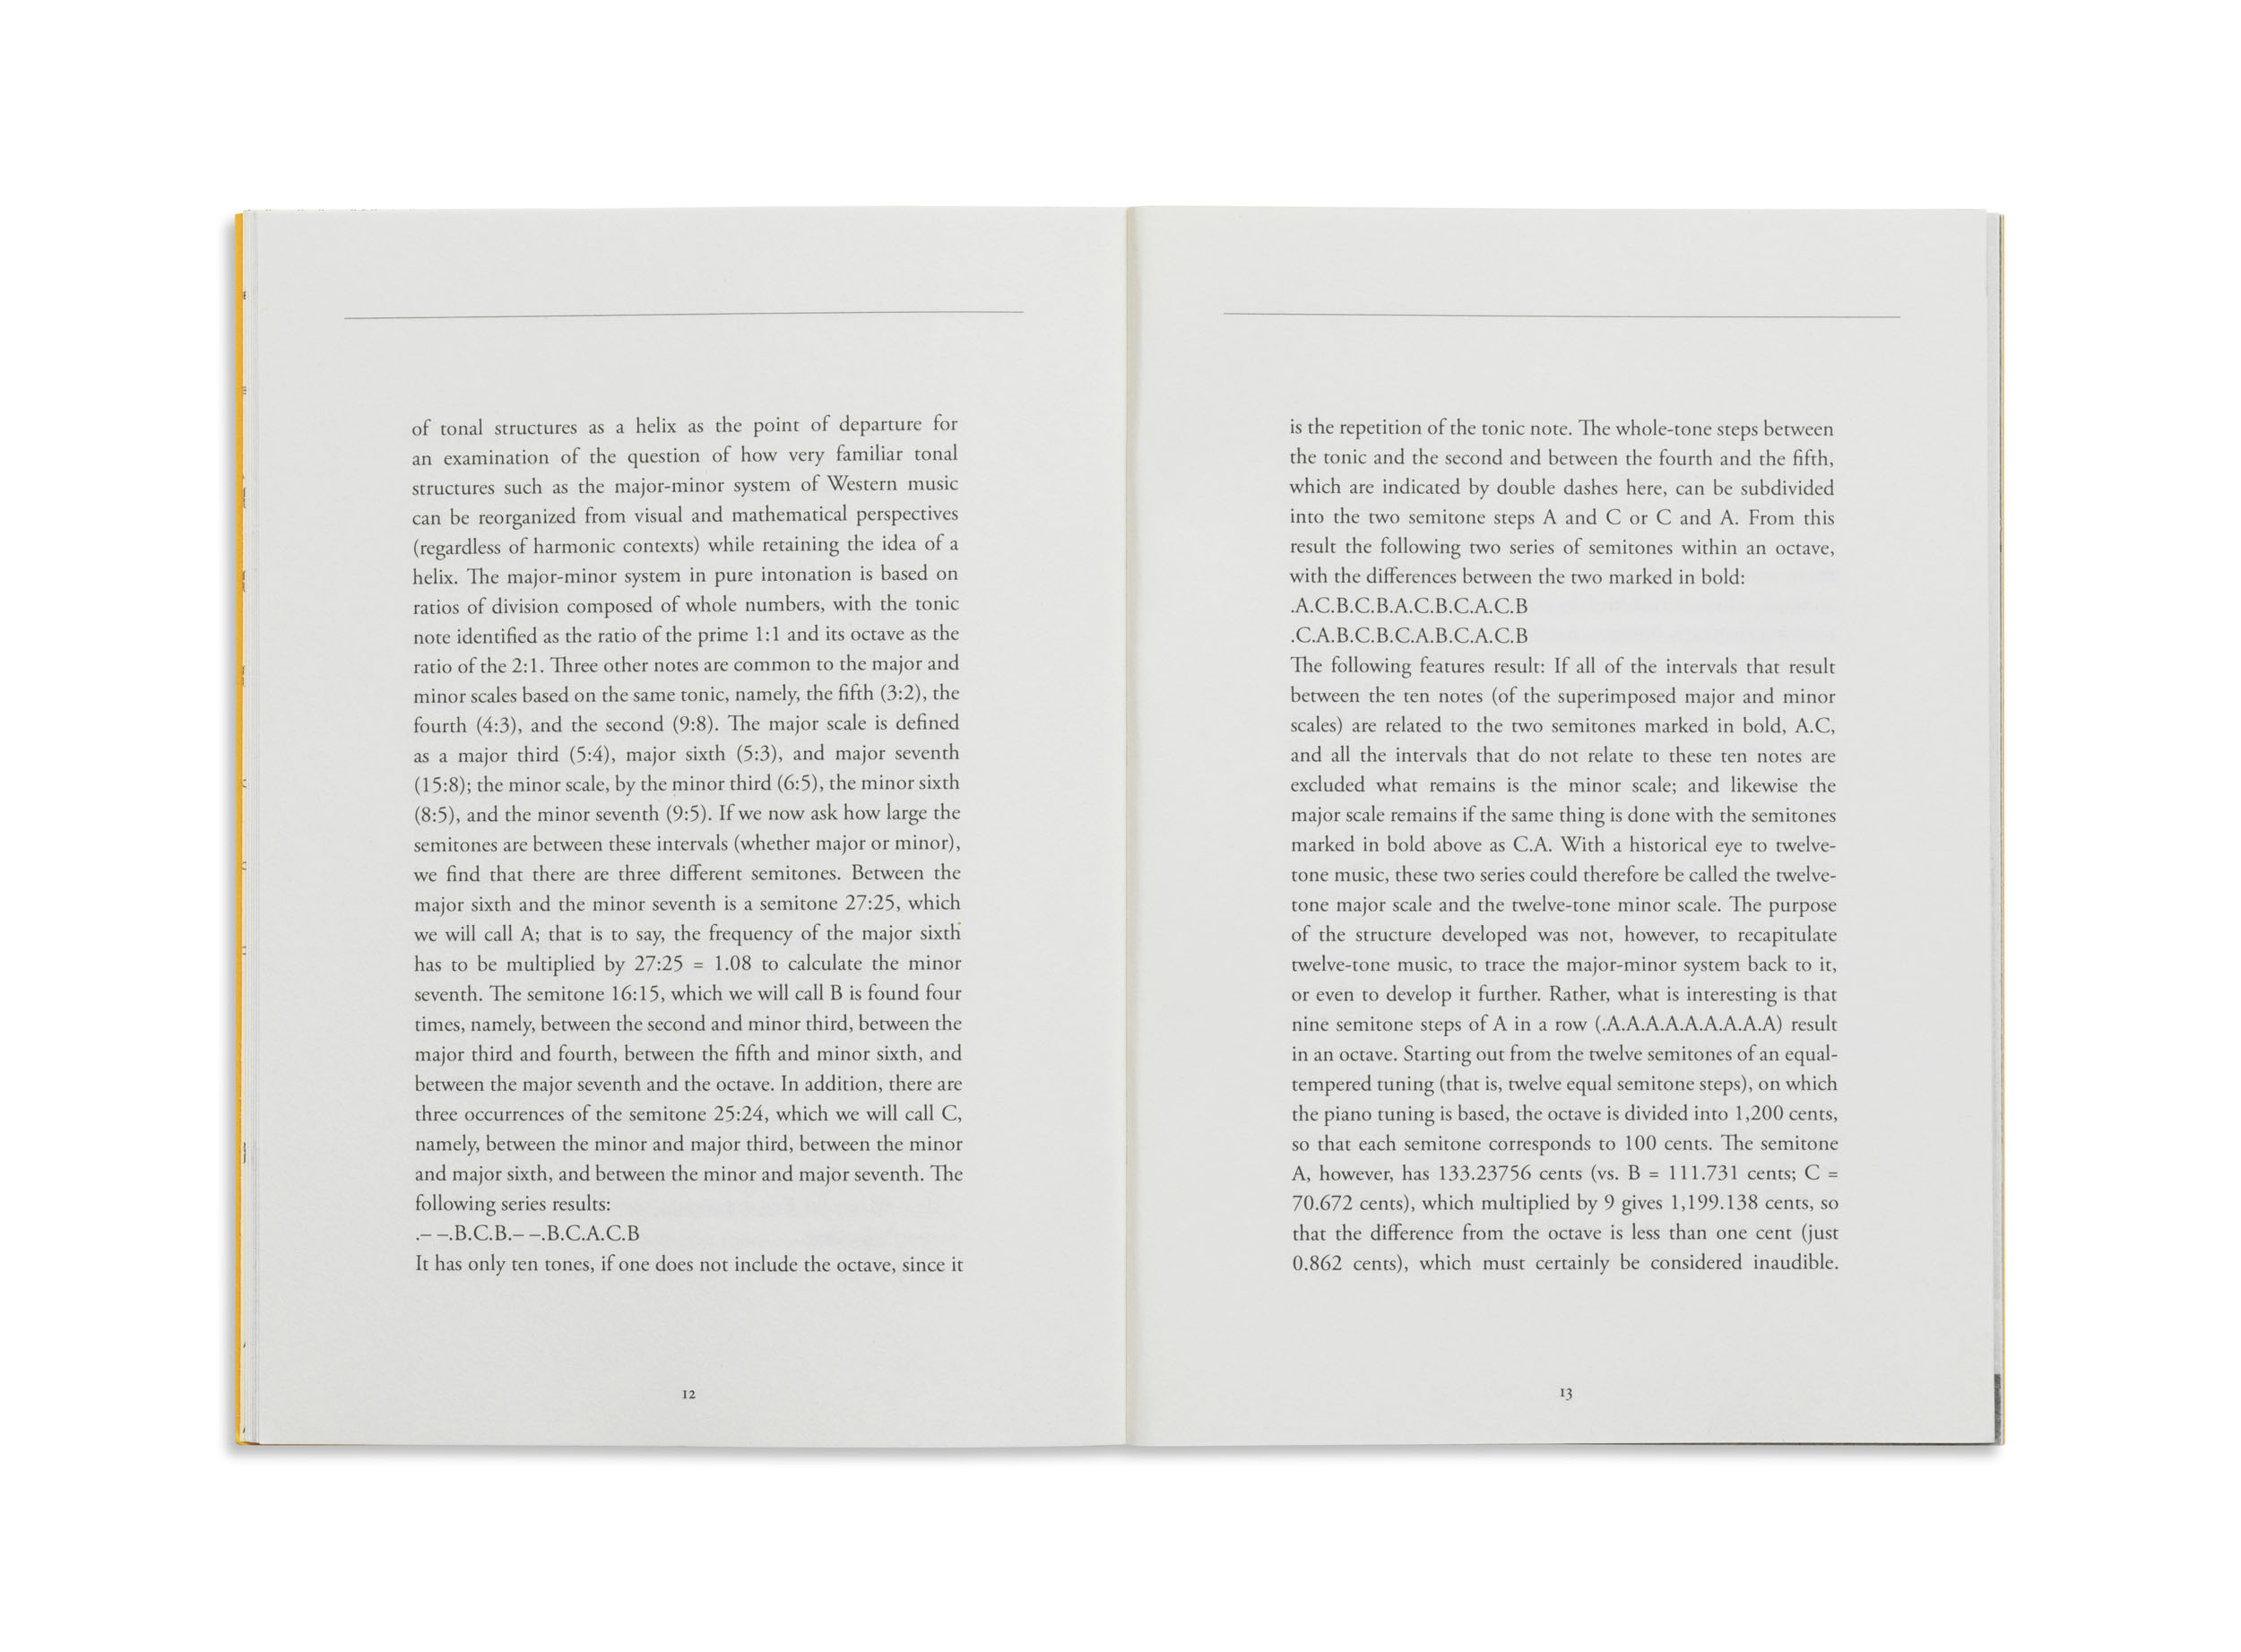 of tonal structures as a helix as the point of departure for
an examination of the question of how very familiar tonal
structures such as the major-minor system of Western music
can be reorganized from visual and mathematical perspectives
(regardless of harmonic contexts) while retaining the idea of a
helix. The major-minor system in pure intonation is based on
ratios of division composed of whole numbers, with the tonic
note identified as the ratio of the prime 1:1 and its octave as the
ratio of the 2:1. Three other notes are common to the major and
minor scales based on the same tonic, namely, the fifth (3:2), the
fourth (4:3), and the second (9:8). The major scale is defined
as a major third (5:4), major sixth (5:3), and major seventh
(15:8); the minor scale, by the minor third (6:5), the minor sixth
(8:5), and the minor seventh (9:5). If we now ask how large the
semitones are between these intervals (whether major or minor),
we find that there are three different semitones. Between the
major sixth and the minor seventh is a semitone 27:25, which
we will call A; that is to say, the frequency of the major sixth
has to be multiplied by 27:25 = 1.08 to calculate the minor
seventh. The semitone 16:15, which we will call B is found four
times, namely, between the second and minor third, between the
major third and fourth, between the fifth and minor sixth, and
between the major seventh and the octave. In addition, there are
three occurrences of the semitone 25:24, which we will call C,
namely, between the minor and major third, between the minor
and major sixth, and between the minor and major seventh. The
following series results:
.– –.B.C.B.– –.B.C.A.C.B
It has only ten tones, if one does not include the octave, since it
12
is the repetition of the tonic note. The whole-tone steps between
the tonic and the second and between the fourth and the fifth,
which are indicated by double dashes here, can be subdivided
into the two semitone steps A and C or C and A. From this
result the following two series of semitones within an octave,
with the differences between the two marked in bold:
.A.C.B.C.B.A.C.B.C.A.C.B
.C.A.B.C.B.C.A.B.C.A.C.B
The following features result: If all of the intervals that result
between the ten notes (of the superimposed major and minor
scales) are related to the two semitones marked in bold, A.C,
and all the intervals that do not relate to these ten notes are
excluded what remains is the minor scale; and likewise the
major scale remains if the same thing is done with the semitones
marked in bold above as C.A. With a historical eye to twelve-
tone music, these two series could therefore be called the twelve-
tone major scale and the twelve-tone minor scale. The purpose
of the structure developed was not, however, to recapitulate
twelve-tone music, to trace the major-minor system back to it,
or even to develop it further. Rather, what is interesting is that
nine semitone steps of A in a row (.A.A.A.A.A.A.A.A.A) result
in an octave. Starting out from the twelve semitones of an equal-
tempered tuning (that is, twelve equal semitone steps), on which
the piano tuning is based, the octave is divided into 1,200 cents,
so that each semitone corresponds to 100 cents. The semitone
A, however, has 133.23756 cents (vs. B = 111.731 cents; C =
70.672 cents), which multiplied by 9 gives 1,199.138 cents, so
that the difference from the octave is less than one cent (just
0.862 cents), which must certainly be considered inaudible.
13